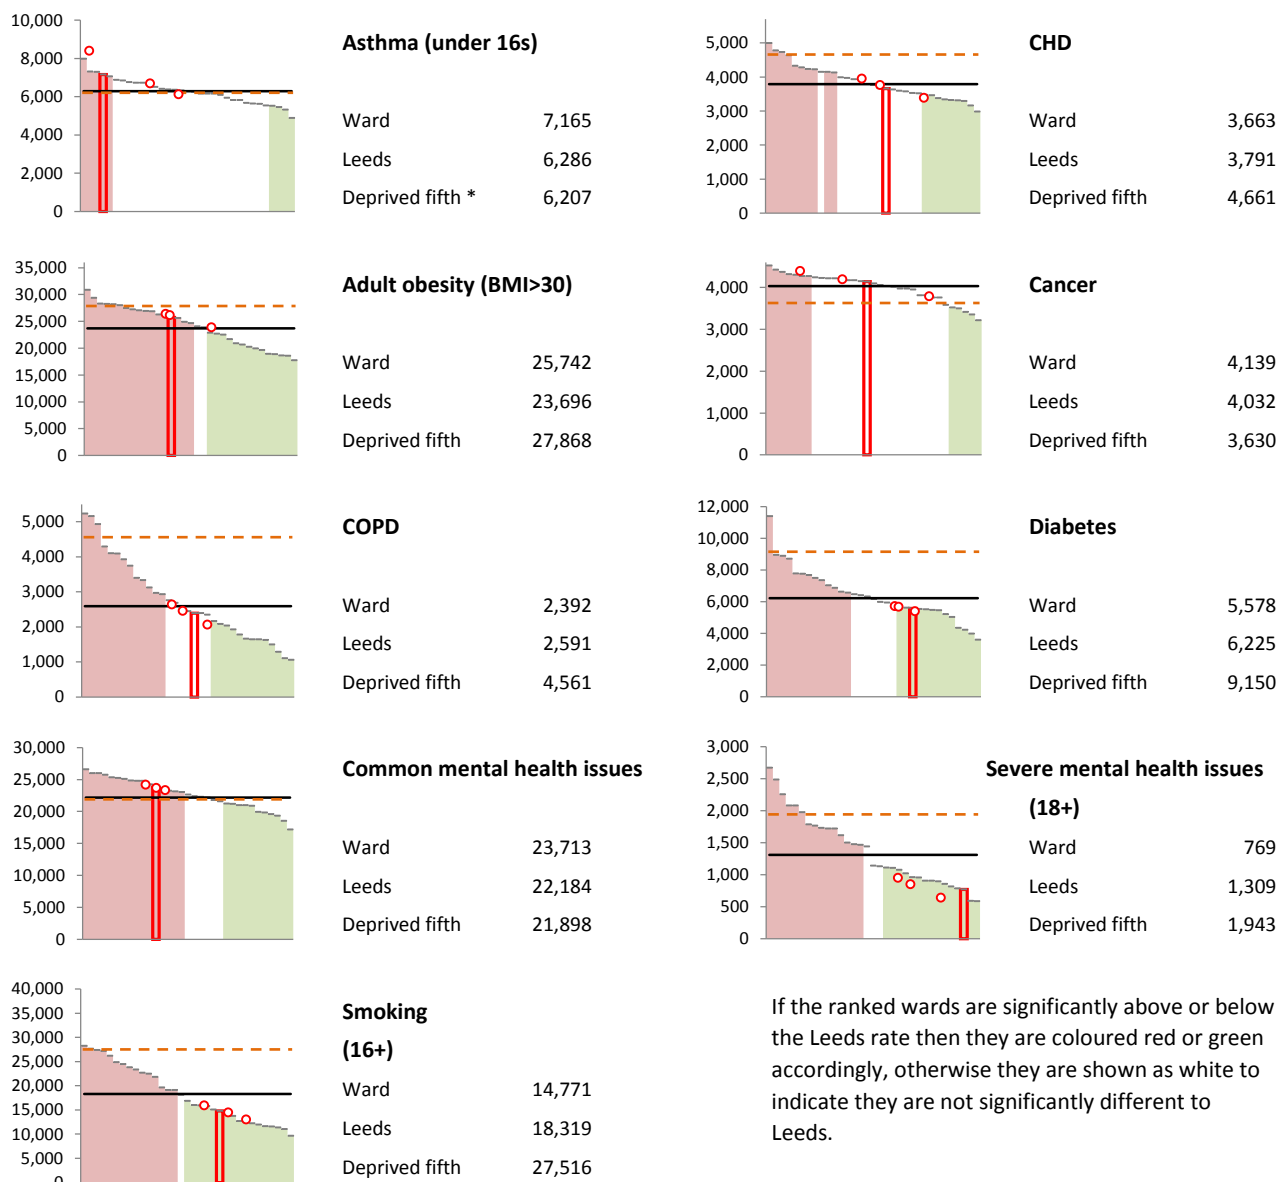 10,000
8,000
6,000
4,000
2,000
0
Asthma (under 16s)
Ward 7,165
Leeds 6,286
Deprived fifth * 6,207
5,000
4,000
3,000
2,000
1,000
0
CHD
Ward 3,663
Leeds 3,791
Deprived fifth 4,661
35,000
30,000
25,000
20,000
15,000
10,000
5,000
0
Adult obesity (BMI>30)
Ward 25,742
Leeds 23,696
Deprived fifth 27,868
4,000
3,000
2,000
1,000
0
Cancer
Ward 4,139
Leeds 4,032
Deprived fifth 3,630
5,000
4,000
3,000
2,000
1,000
0
COPD
Ward 2,392
Leeds 2,591
Deprived fifth 4,561
12,000
10,000
8,000
6,000
4,000
2,000
0
Diabetes
Ward 5,578
Leeds 6,225
Deprived fifth 9,150
30,000
25,000
20,000
15,000
10,000
5,000
0
Common mental health issues
Ward 23,713
Leeds 22,184
Deprived fifth 21,898
3,000
2,500
2,000
1,500
1,000
500
0
Severe mental health issues
(18+)
Ward 769
Leeds 1,309
Deprived fifth 1,943
40,000
35,000
30,000
25,000
20,000
15,000
10,000
5,000
0
Smoking
(16+)
Ward 14,771
Leeds 18,319
Deprived fifth 27,516
If the ranked wards are significantly above or below
the Leeds rate then they are coloured red or green
accordingly, otherwise they are shown as white to
indicate they are not significantly different to
Leeds.